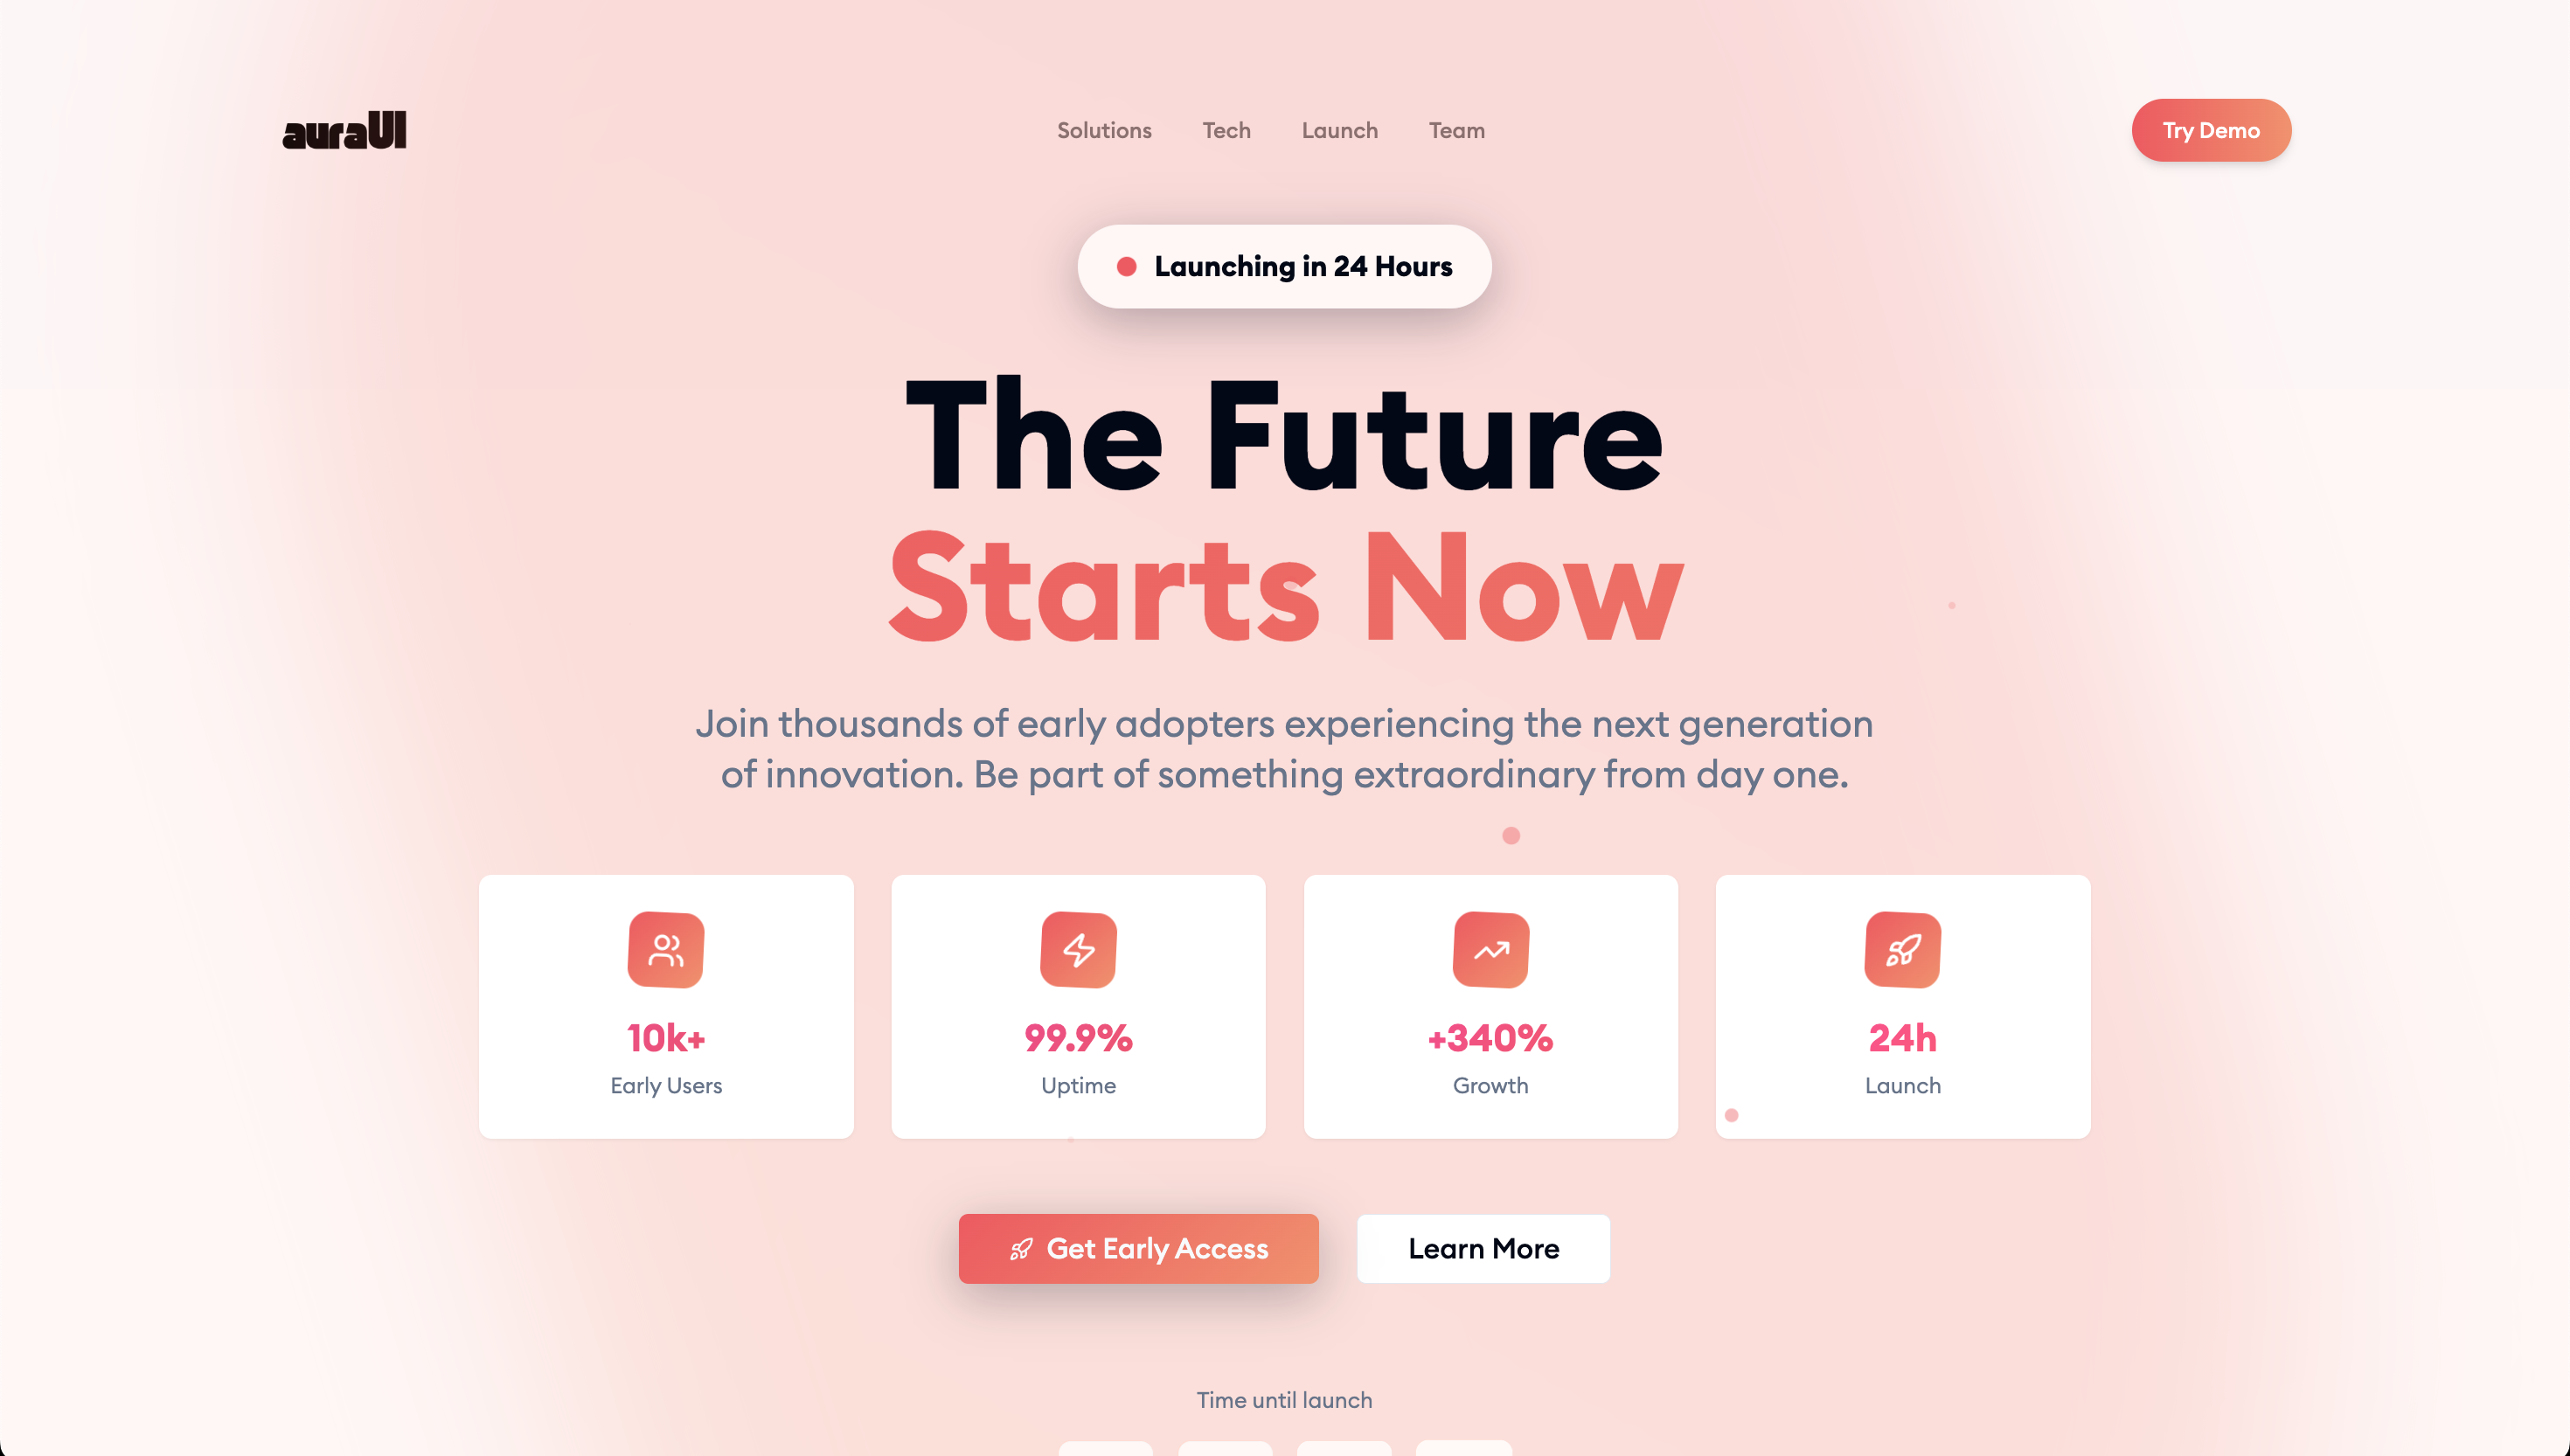 auraUI
Solutions
Tech
Launch
Team
Try Demo
Launching in 24 Hours
The Future
Starts Now
Join thousands of early adopters experiencing the next generation
of innovation. Be part of something extraordinary from day one.
10k+
Early Users
99.9%
Uptime
+340%
Growth
24h
Launch
Get Early Access
Learn More
Time until launch